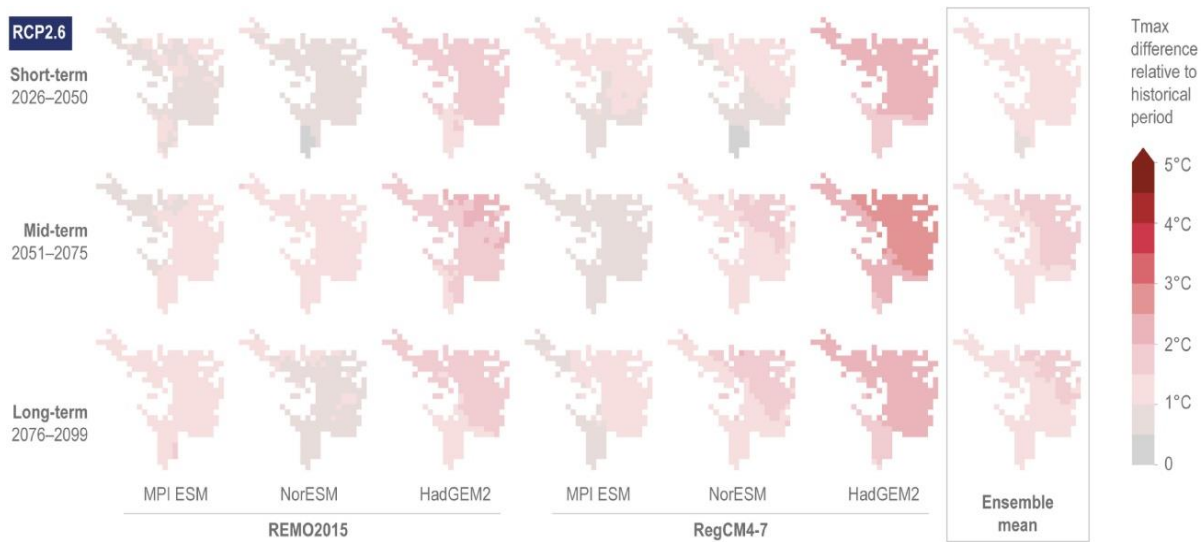 RCP2.6
Short-term
2026–2050
Mid-term
2051–2075
Long-term
2076–2099
MPI ESM
NorESM
HadGEM2
MPI ESM
NorESM
HadGEM2
REMO2015
RegCM4-7
Ensemble
mean
Tmax
difference
relative to
historical
period
5°C
4°C
3°C
2°C
1°C
0